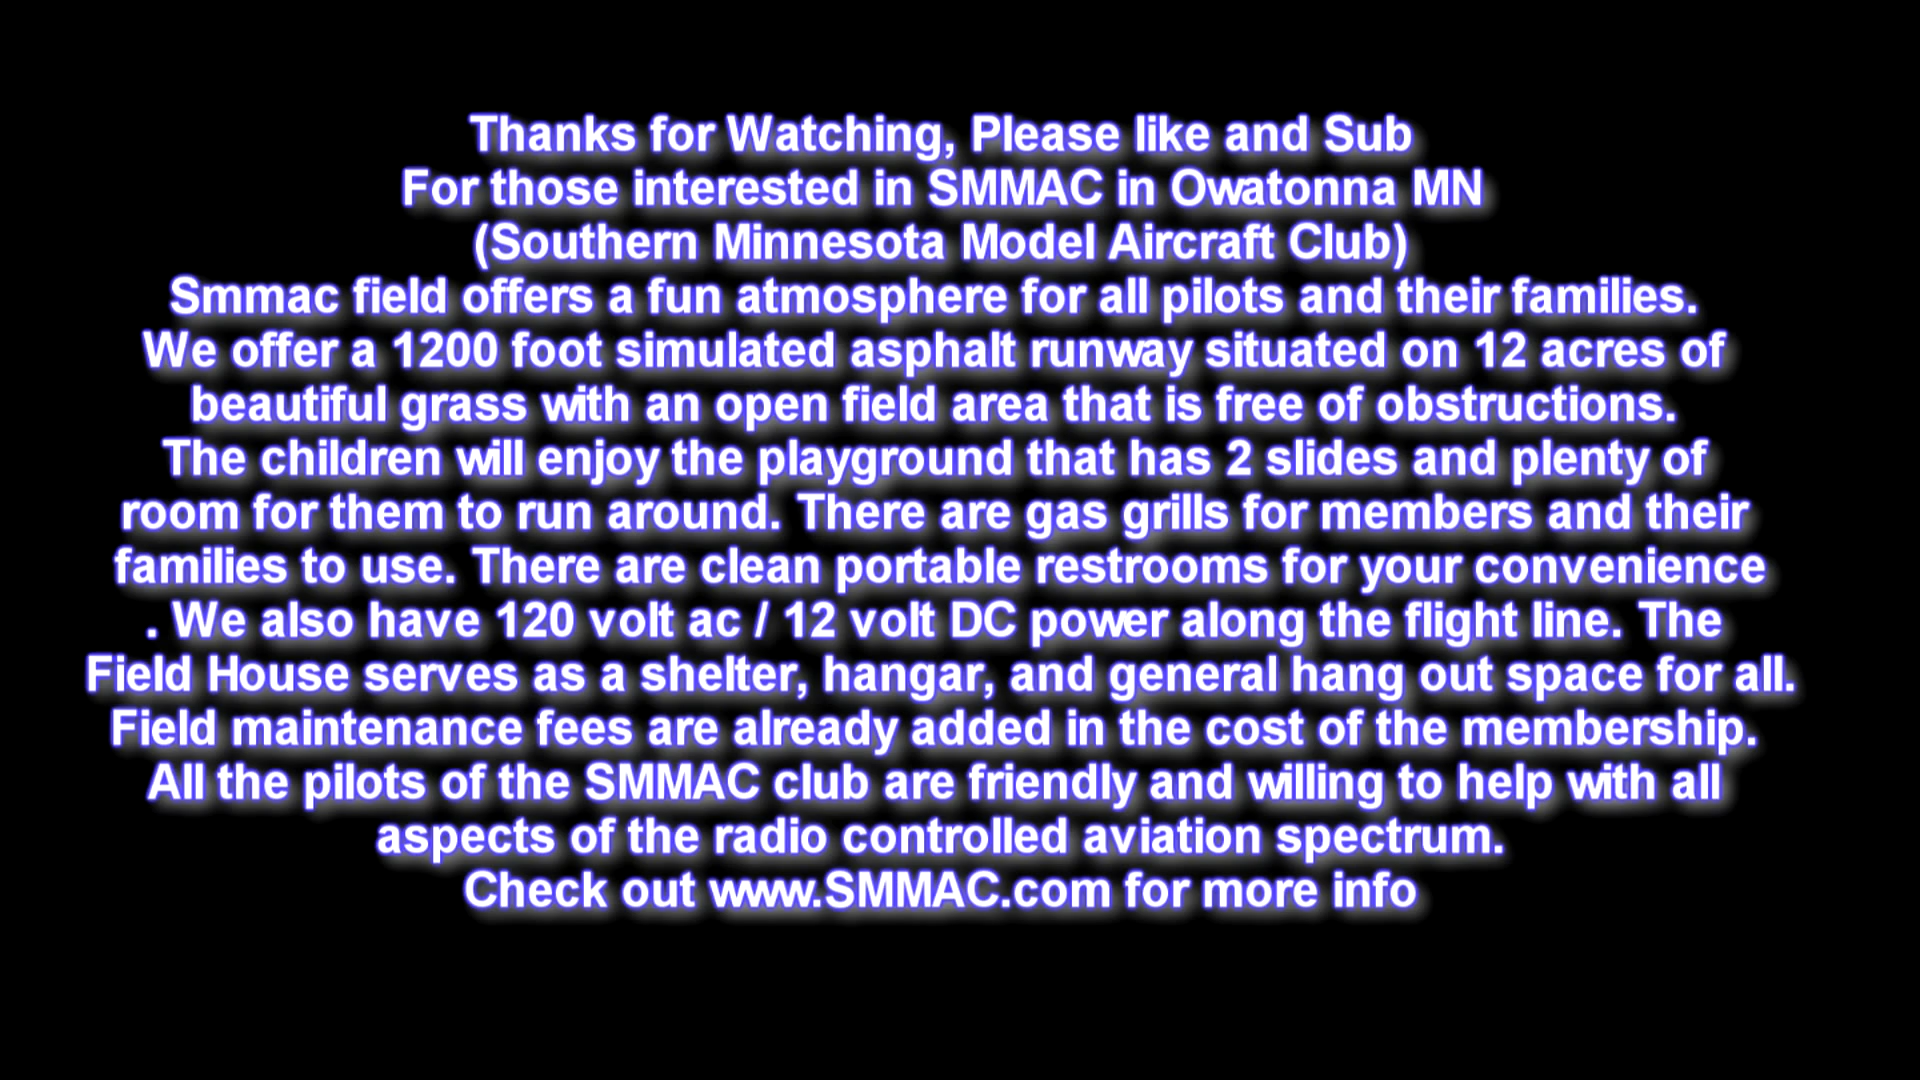 Thanks for Watching, Please like and Sub
For those interested in SMMAC in Owatonna MN
(Southern Minnesota Model Aircraft Club)
Smmac field offers a fun atmosphere for all pilots and their families.
We offer a 1200 foot simulated asphalt runway situated on 12 acres of
beautiful grass with an open field area that is free of obstructions.
The children will enjoy the playground that has 2 slides and plenty of
room for them to run around. There are gas grills for members and their
families to use. There are clean portable restrooms for your convenience
. We also have 120 volt ac / 12 volt DC power along the flight line. The
Field House serves as a shelter, hangar, and general hang out space for all.
Field maintenance fees are already added in the cost of the membership.
All the pilots of the SMMAC club are friendly and willing to help with all
aspects of the radio controlled aviation spectrum.
Check out www.SMMAC.com for more info